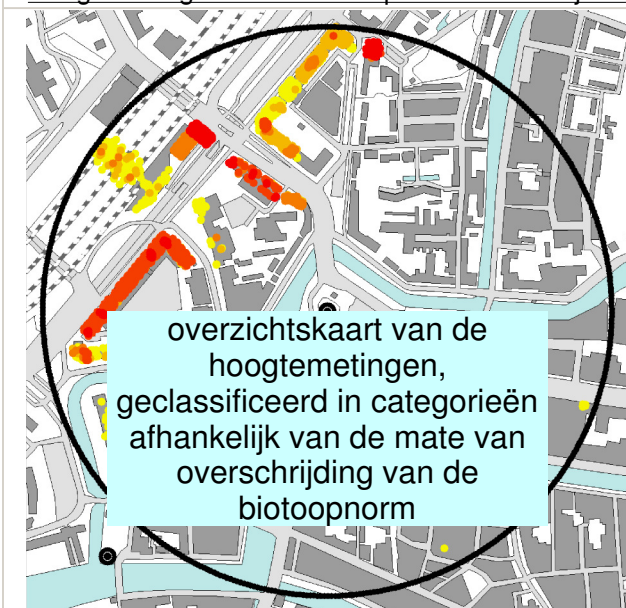 overzichtskaart van de
hoogtemetingen,
geclassificeerd in categorieën
afhankelijk van de mate van
overschrijding van de
biotoopnorm